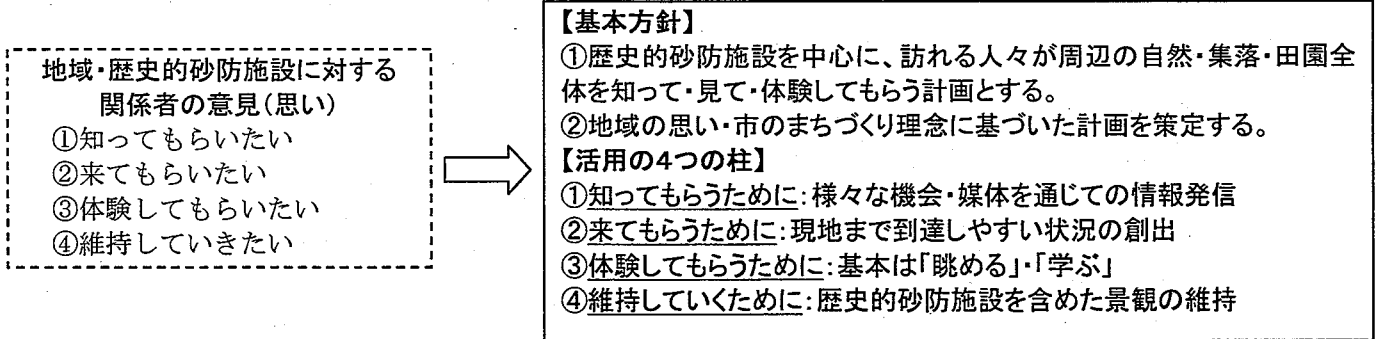 地域・歴史的砂防施設に対する
関係者の意見(思い)
①知ってもらいたい
②来てもらいたい
③体験してもらいたい
④維持していきたい
【基本方針】
①歴史的砂防施設を中心に、訪れる人々が周辺の自然・集落・田園全
体を知って・見て・体験してもらう計画とする。
②地域の思い・市のまちづくり理念に基づいた計画を策定する。
【活用の4つの柱】
①知ってもらうために:様々な機会・媒体を通じての情報発信
②来てもらうために:現地まで到達しやすい状況の創出
③体験してもらうために:基本は「眺める」・「学ぶ」
④維持していくために:歴史的砂防施設を含めた景観の維持